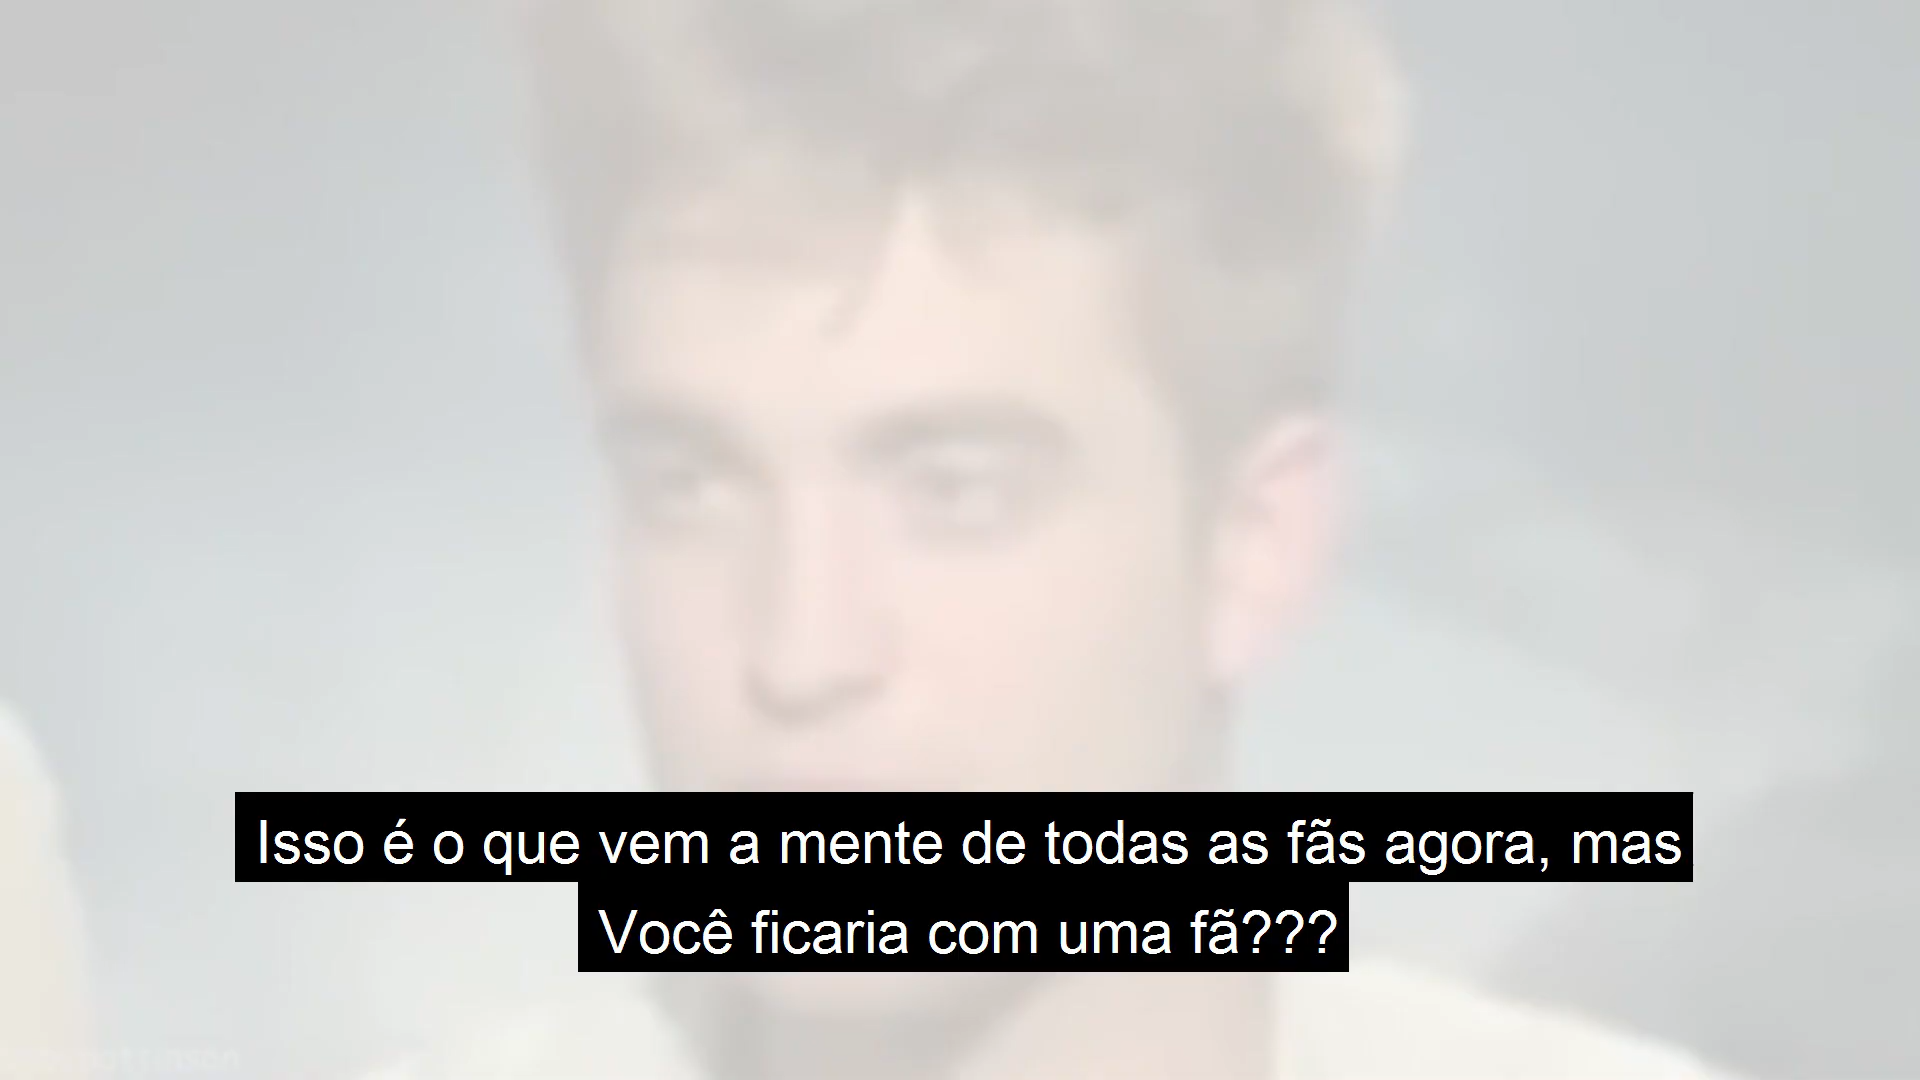 Isso é o que vem a mente de todas as fãs agora, mas
Você ficaria com uma fã???